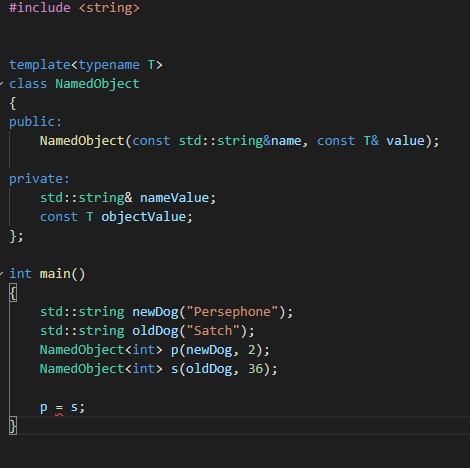 #include <string>
template<typename T>
class NamedObject
{
public:
    NamedObject(const std::string&name, const T& value);
private:
    std::string& nameValue;
    const T objectValue;
};
int main()
{
    std::string newDog("Persephone");
    std::string oldDog("Satch");
    NamedObject<int> p(newDog, 2);
    NamedObject<int> s(oldDog, 36);
    p = s;
}